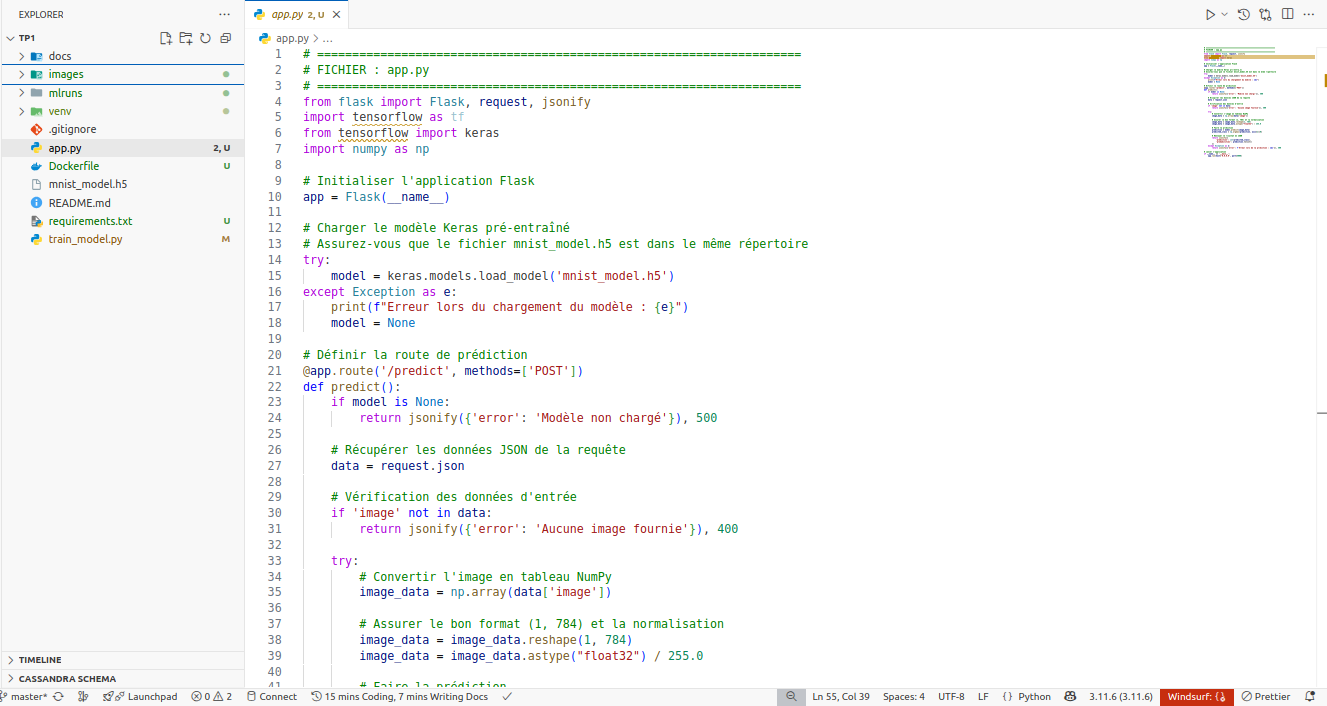 EXPLORER
TP1
docs
images
mlruns
venv
.gitignore
app.py 2, U
Dockerfile U
mnist_model.h5
README.md
requirements.txt U
train_model.py M
TIMELINE
CASSANDRA SCHEMA
app.py 2, U
app.py > ...
1 # =====================================================================
2 # FICHIER : app.py
3 # =====================================================================
4 from flask import Flask, request, jsonify
5 import tensorflow as tf
6 from tensorflow import keras
7 import numpy as np
8
9 # Initialiser l'application Flask
10 app = Flask(__name__)
11
12 # Charger le modèle Keras pré-entraîné
13 # Assurez-vous que le fichier mnist_model.h5 est dans le même répertoire
14 try:
15     model = keras.models.load_model('mnist_model.h5')
16 except Exception as e:
17     print(f"Erreur lors du chargement du modèle : {e}")
18     model = None
19
20 # Définir la route de prédiction
21 @app.route('/predict', methods=['POST'])
22 def predict():
23     if model is None:
24         return jsonify({'error': 'Modèle non chargé'}), 500
25
26     # Récupérer les données JSON de la requête
27     data = request.json
28
29     # Vérification des données d'entrée
30     if 'image' not in data:
31         return jsonify({'error': 'Aucune image fournie'}), 400
32
33     try:
34         # Convertir l'image en tableau NumPy
35         image_data = np.array(data['image'])
36
37         # Assurer le bon format (1, 784) et la normalisation
38         image_data = image_data.reshape(1, 784)
39         image_data = image_data.astype("float32") / 255.0
40
41         # Faire la prédiction
master* Launchpad 0 2 Connect 15 mins Coding, 7 mins Writing Docs Ln 55, Col 39 Spaces: 4 UTF-8 LF {} Python 3.11.6 (3.11.6) Windsurf: {} Prettier